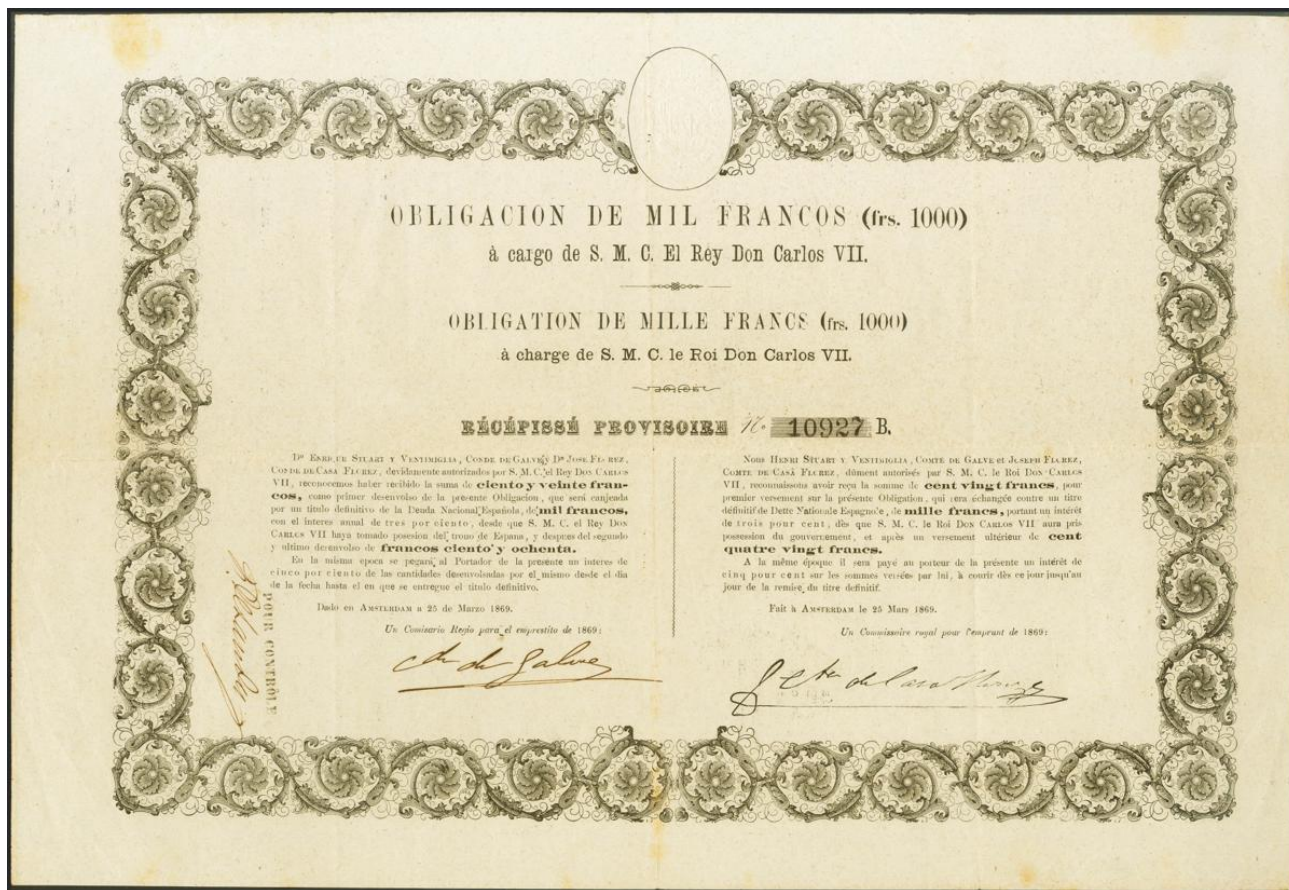 OBLIGACION DE MIL FRANCOS (frs. 1000)
à cargo de S. M. C. El Rey Don Carlos VII.
OBLIGATION DE MILLE FRANCS (frs. 1000)
à charge de S. M. C. le Roi Don Carlos VII.
RÉCÉPISSÉ PROVISOIRE No. 10927 B.
Dn ENRIQUE STUART Y VENTIMIGLIA, CONDE DE GALVE y Dn JOSE FLOREZ,
CONDE DE CASA FLOREZ, devidamente autorizados por S. M. C. el Rey DON CARLOS
VII, reconocemos haber recibido la suma de ciento y veinte fran-
cos, como primer desenvolso de la presente Obligacion, que será canjeada
por un titulo definitivo de la Deuda Nacional Española, de mil francos,
con el interes anual de tres por ciento, desde que S. M. C. el Rey DON
CARLOS VII haya tomado posesion del trono de Espana, y despues del segundo
y ultimo desenvolso de francos ciento y ochenta.
En la misma epoca se pegará al Portador de la presente un interes de
cinco por ciento de las cantidades desenvolsadas por el mismo desde el dia
de la fecha hasta el en que se entregue el titulo definitivo.
Dado en AMSTERDAM a 25 de Marzo 1869.
Un Comisario Regio para el emprestito de 1869:
Cde de Galve
POUR CONTRÔLE
NOUS HENRI STUART Y VENTIMIGLIA, COMTE DE GALVE et JOSEPH FLOREZ,
COMTE DE CASÁ FLOREZ, dûment autorisés par S. M. C. le Roi DON CARLOS
VII, reconnaissons avoir reçu la somme de cent vingt francs, pour
premier versement sur la présente Obligation, qui sera échangée contre un titre
définitif de Dette Nationale Espagnole, de mille francs, portant un intérêt
de trois pour cent, dès que S. M. C. le Roi DON CARLOS VII aura pris
possession du gouvernement, et après un versement ultérieur de cent
quatre vingt francs.
A la même époque il sera payé au porteur de la présente un intérêt de
cinq pour cent sur les sommes versées par lui, à courir dès ce jour jusqu'au
jour de la remise du titre definitif.
Fait à AMSTERDAM le 25 Mars 1869.
Un Commissaire royal pour l'emprunt de 1869:
J Cte de Casa Florez